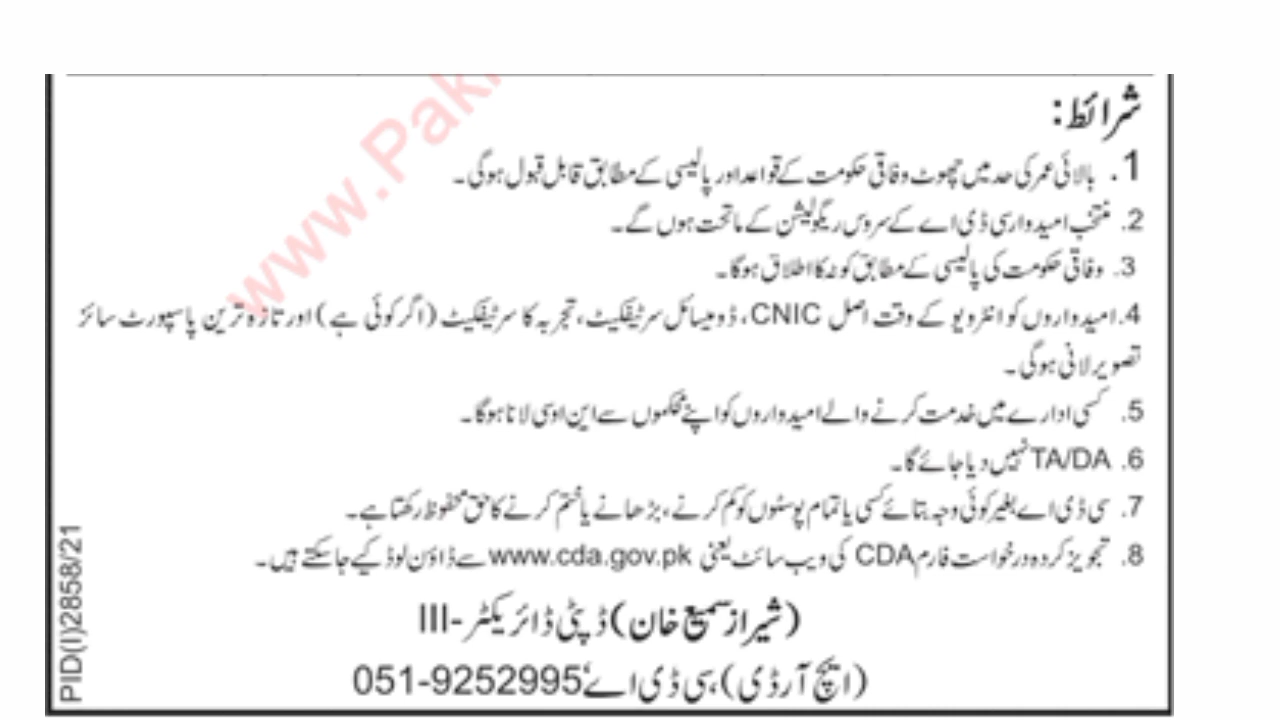 شرائط:
1. بالائی عمر کی حد میں چھوٹ وفاقی حکومت کے قواعد اور پالیسی کے مطابق قابل قبول ہوگی۔
2. منتخب امیدوار سی ڈی اے کے سروس ریگولیشن کے ماتحت ہوں گے۔
3. وفاقی حکومت کی پالیسی کے مطابق کوٹہ کا اطلاق ہوگا۔
4. امیدواروں کو انٹرویو کے وقت اصل CNIC، ڈومیسائل سرٹیفکیٹ، تجربہ کا سرٹیفکیٹ (اگر کوئی ہے) اور تازہ ترین پاسپورٹ سائز
تصویر لانی ہوگی۔
5. کسی ادارے میں خدمت کرنے والے امیدواروں کو اپنے محکموں سے این او سی لانا ہوگا۔
6. TA/DA نہیں دیا جائے گا۔
7. سی ڈی اے بغیر کوئی وجہ بتائے کسی یا تمام پوسٹوں کو کم کرنے، بڑھانے یا ختم کرنے کا حق محفوظ رکھتا ہے۔
8. تجویز کردہ درخواست فارم CDA کی ویب سائٹ یعنی www.cda.gov.pk سے ڈاؤن لوڈ کیے جاسکتے ہیں۔
(شیراز سمیع خان) ڈپٹی ڈائریکٹر-III
(ایچ آر ڈی)، سی ڈی اے، 051-9252995
PID(I)2858/21
www.Pak